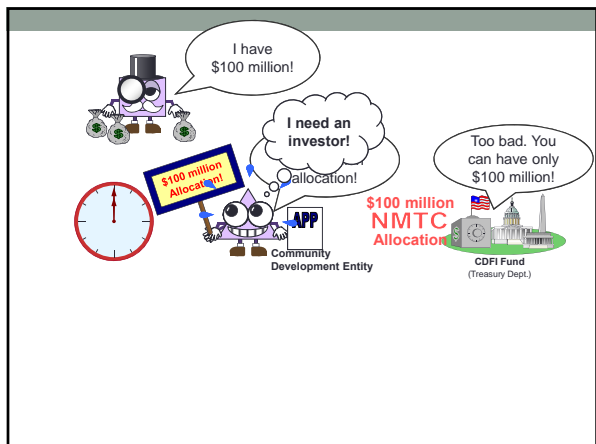 I have
$100 million!
I need an
investor!
allocation!
Too bad. You
can have only
$100 million!
$100 million
Allocation!
$100 million
NMTC
Allocation
APP
Community
Development Entity
CDFI Fund
(Treasury Dept.)